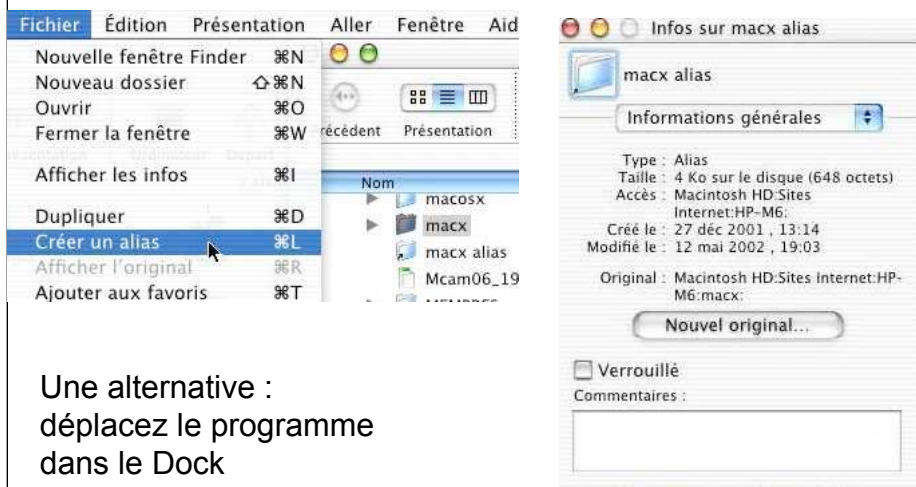 Fichier Édition Présentation Aller Fenêtre Aid
Nouvelle fenêtre Finder ⌘N
Nouveau dossier ⇧⌘N
Ouvrir ⌘O
Fermer la fenêtre ⌘W
Afficher les infos ⌘I
Dupliquer ⌘D
Créer un alias ⌘L
Afficher l'original ⌘R
Ajouter aux favoris ⌘T
récédent Présentation
Nom
macosx
macx
macx alias
Mcam06_19
Une alternative :
déplacez le programme
dans le Dock
Infos sur macx alias
macx alias
Informations générales
Type : Alias
Taille : 4 Ko sur le disque (648 octets)
Accès : Macintosh HD:Sites
Internet:HP-M6:
Créé le : 27 déc 2001 , 13:14
Modifié le : 12 mai 2002 , 19:03
Original : Macintosh HD:Sites Internet:HP-
M6:macx:
Nouvel original...
Verrouillé
Commentaires :